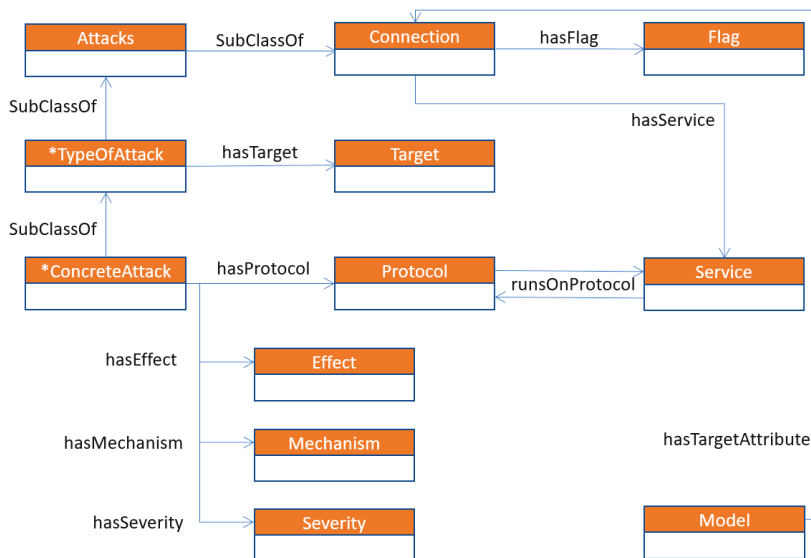 Attacks
SubClassOf
Connection
hasFlag
Flag
SubClassOf
hasService
*TypeOfAttack
hasTarget
Target
SubClassOf
*ConcreteAttack
hasProtocol
Protocol
runsOnProtocol
Service
hasEffect
Effect
hasMechanism
Mechanism
hasTargetAttribute
hasSeverity
Severity
Model